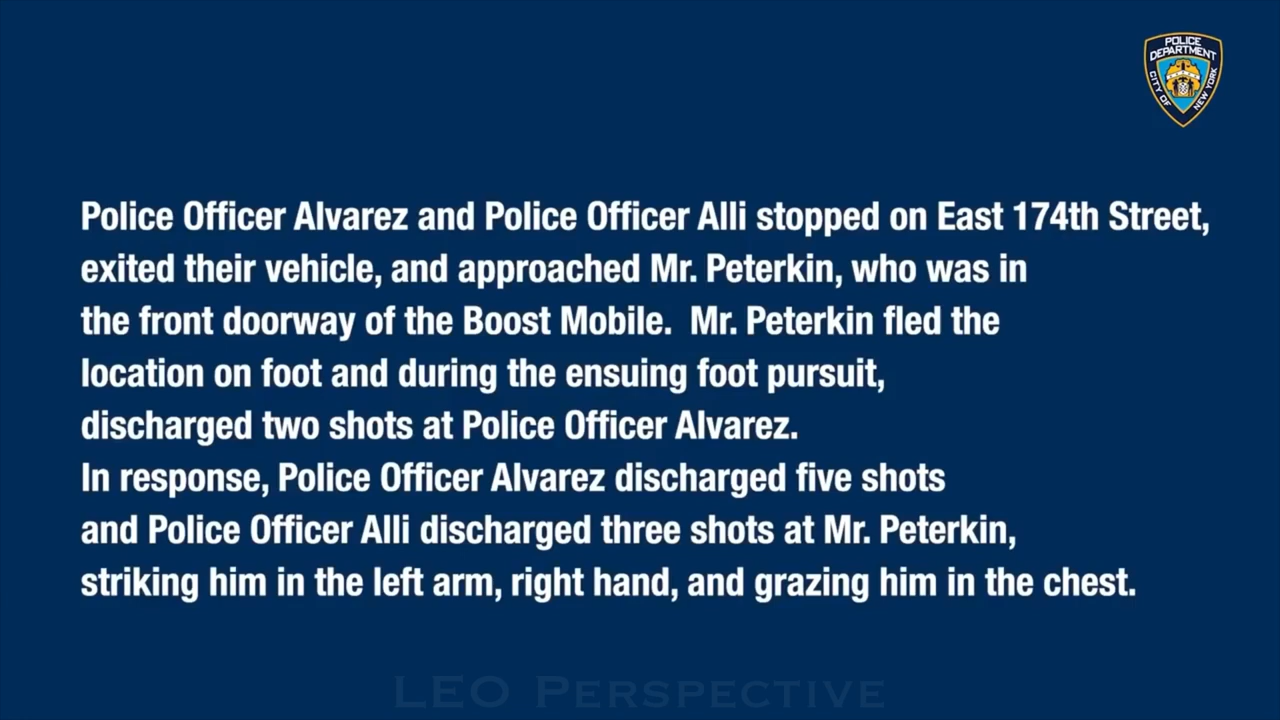 POLICE
DEPARTMENT
CITY OF
NEW YORK
Police Officer Alvarez and Police Officer Alli stopped on East 174th Street,
exited their vehicle, and approached Mr. Peterkin, who was in
the front doorway of the Boost Mobile.  Mr. Peterkin fled the
location on foot and during the ensuing foot pursuit,
discharged two shots at Police Officer Alvarez.
In response, Police Officer Alvarez discharged five shots
and Police Officer Alli discharged three shots at Mr. Peterkin,
striking him in the left arm, right hand, and grazing him in the chest.
LEO PERSPECTIVE